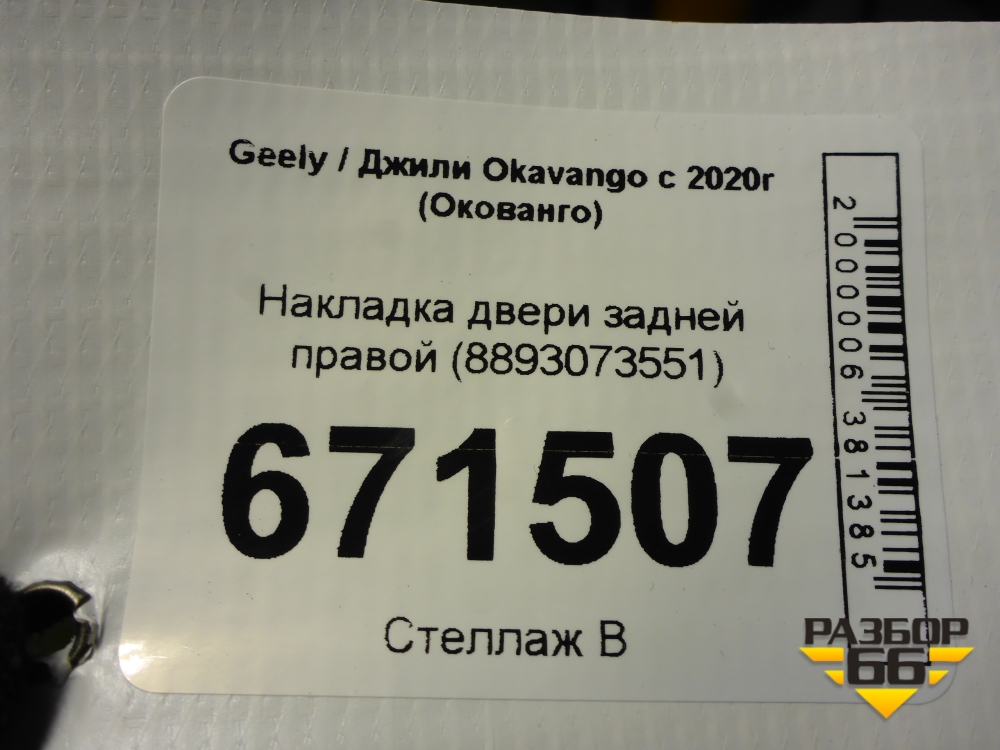 Geely / Джили Okavango с 2020г
(Окованго)
Накладка двери задней
правой (8893073551)
671507
Стеллаж В
2000006381385
РАЗБОР
66